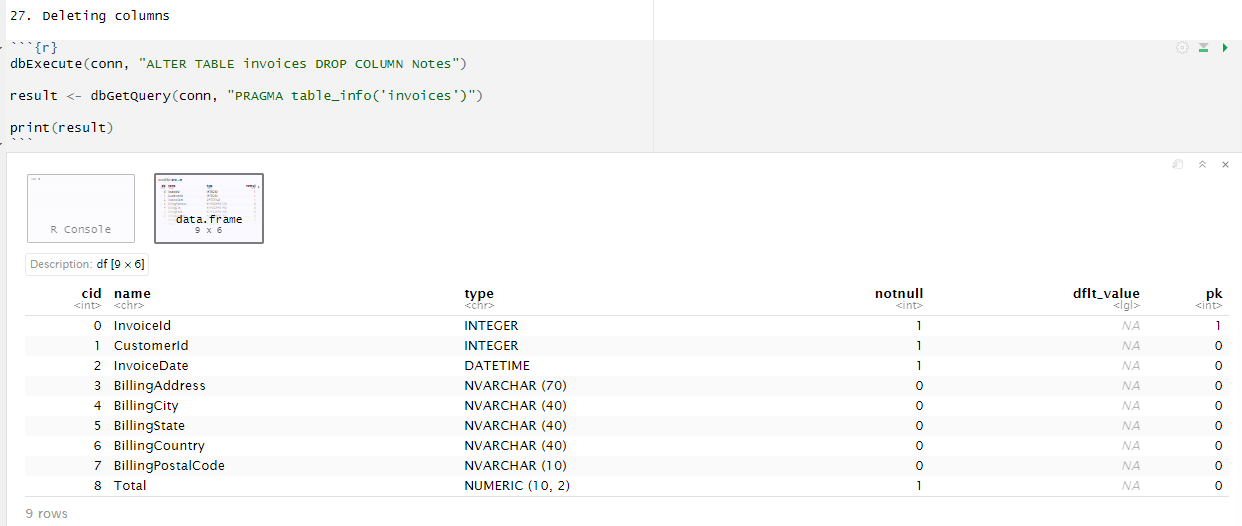 27. Deleting columns
```{r}
dbExecute(conn, "ALTER TABLE invoices DROP COLUMN Notes")
result <- dbGetQuery(conn, "PRAGMA table_info('invoices')")
print(result)
```
R Console
data.frame
9 x 6
Description: df [9 × 6]
cid name type notnull dflt_value pk
<int> <chr> <chr> <int> <lgl> <int>
0 InvoiceId INTEGER 1 NA 1
1 CustomerId INTEGER 1 NA 0
2 InvoiceDate DATETIME 1 NA 0
3 BillingAddress NVARCHAR (70) 0 NA 0
4 BillingCity NVARCHAR (40) 0 NA 0
5 BillingState NVARCHAR (40) 0 NA 0
6 BillingCountry NVARCHAR (40) 0 NA 0
7 BillingPostalCode NVARCHAR (10) 0 NA 0
8 Total NUMERIC (10, 2) 1 NA 0
9 rows